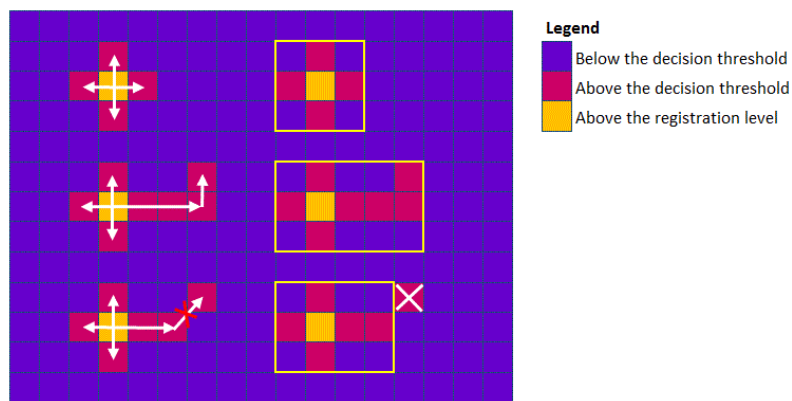 Legend
Below the decision threshold
Above the decision threshold
Above the registration level